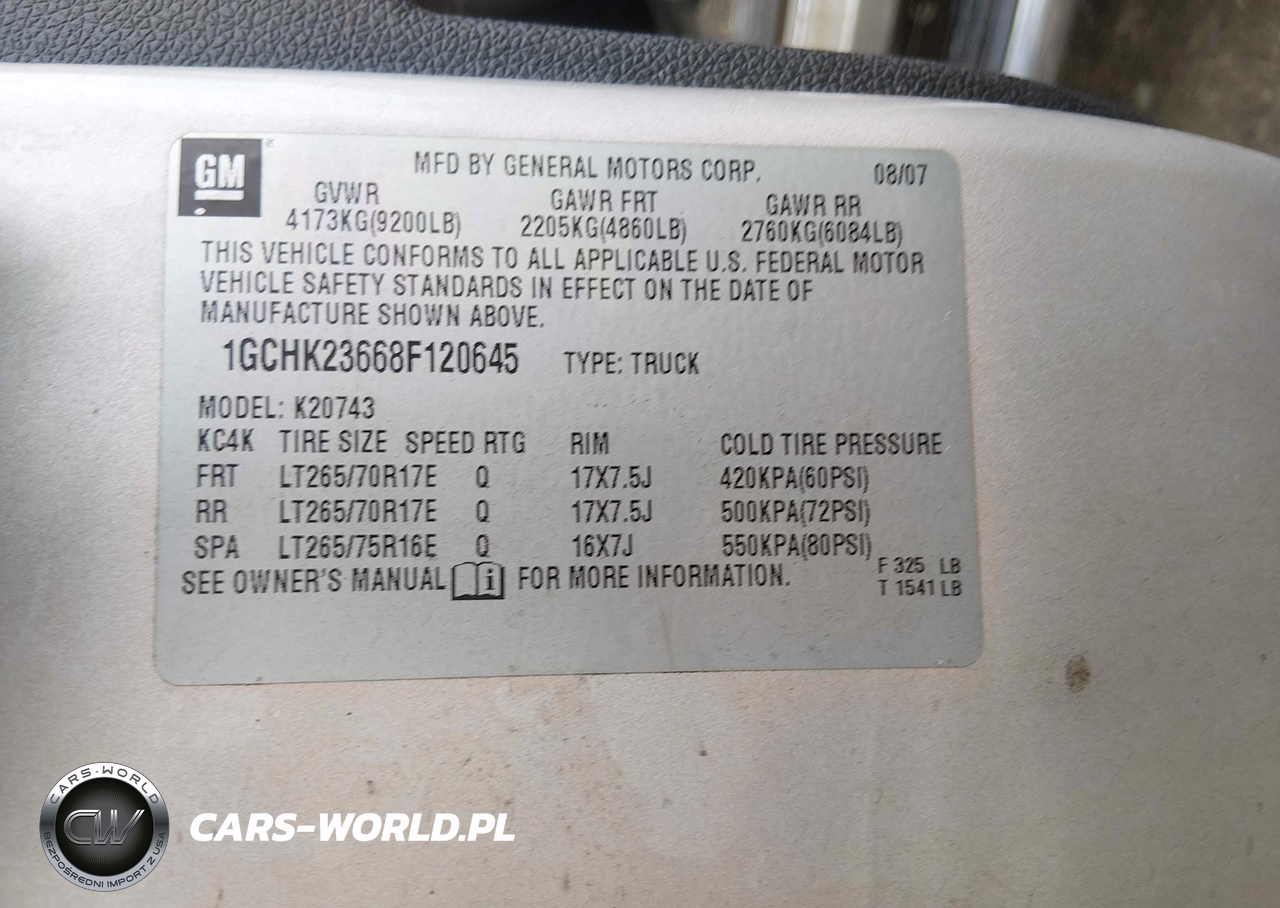 GM
MFD BY GENERAL MOTORS CORP. 08/07
GVWR GAWR FRT GAWR RR
4173KG(9200LB) 2205KG(4860LB) 2760KG(6084LB)
THIS VEHICLE CONFORMS TO ALL APPLICABLE U.S. FEDERAL MOTOR
VEHICLE SAFETY STANDARDS IN EFFECT ON THE DATE OF
MANUFACTURE SHOWN ABOVE.
1GCHK23668F120645 TYPE: TRUCK
MODEL: K20743
KC4K TIRE SIZE SPEED RTG RIM COLD TIRE PRESSURE
FRT LT265/70R17E Q 17X7.5J 420KPA(60PSI)
RR LT265/70R17E Q 17X7.5J 500KPA(72PSI)
SPA LT265/75R16E Q 16X7J 550KPA(80PSI)
SEE OWNER'S MANUAL FOR MORE INFORMATION.
F 325 LB
T 1541 LB
CARS-WORLD
CW
BEZPOŚREDNI IMPORT Z USA
CARS-WORLD.PL